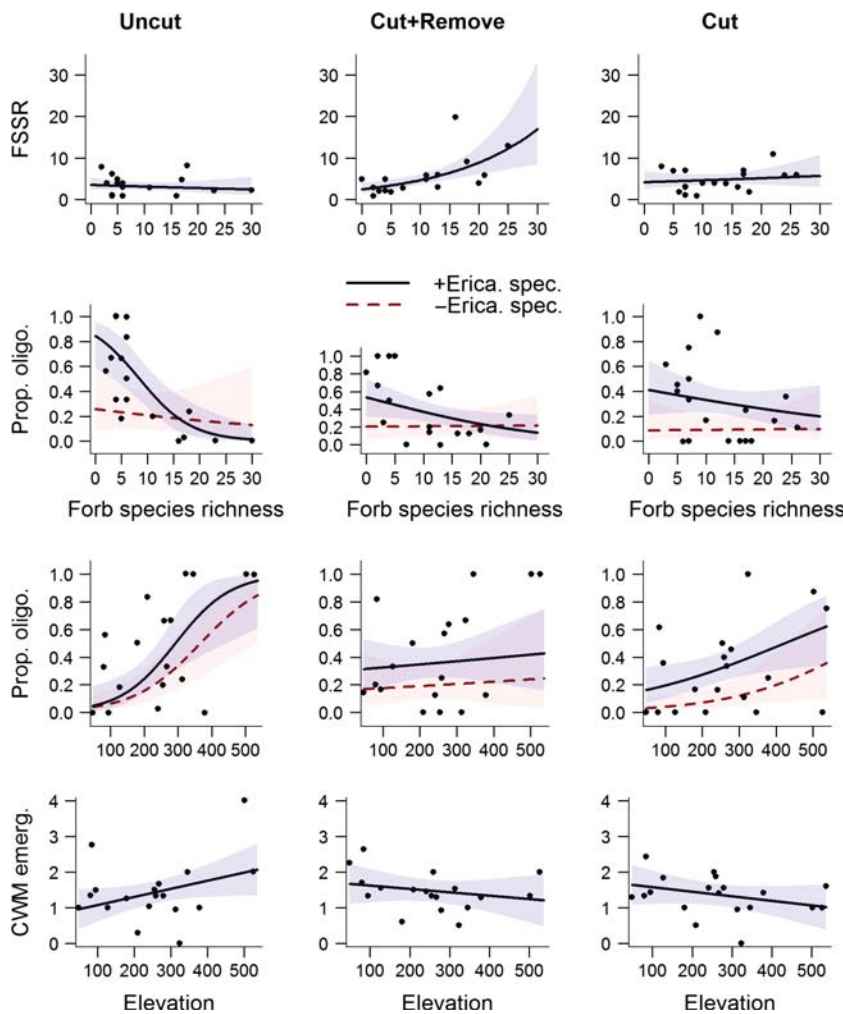 Uncut Cut+Remove Cut
FSSR
30 30 30
20 20 20
10 10 10
0 0 0
0 5 10 15 20 25 30 0 5 10 15 20 25 30 0 5 10 15 20 25 30
+Erica. spec.
–Erica. spec.
Prop. oligo.
1.0 1.0 1.0
0.8 0.8 0.8
0.6 0.6 0.6
0.4 0.4 0.4
0.2 0.2 0.2
0.0 0.0 0.0
0 5 10 15 20 25 30 0 5 10 15 20 25 30 0 5 10 15 20 25 30
Forb species richness Forb species richness Forb species richness
Prop. oligo.
1.0 1.0 1.0
0.8 0.8 0.8
0.6 0.6 0.6
0.4 0.4 0.4
0.2 0.2 0.2
0.0 0.0 0.0
100 200 300 400 500 100 200 300 400 500 100 200 300 400 500
CWM emerg.
4 4 4
3 3 3
2 2 2
1 1 1
0 0 0
100 200 300 400 500 100 200 300 400 500 100 200 300 400 500
Elevation Elevation Elevation